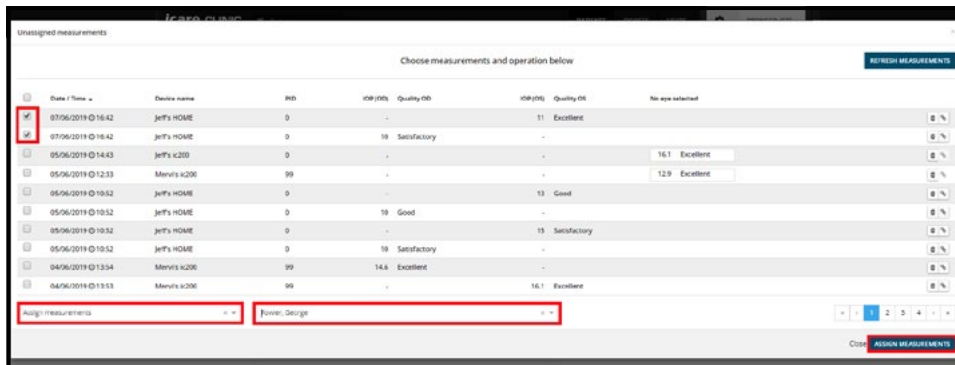 icare CLINIC
Unassigned measurements
Choose measurements and operation below
REFRESH MEASUREMENTS
Date / Time Device name PID IOP (OD) Quality OD IOP (OS) Quality OS No eye selected
07/06/2019 16:42 Jeff's HOME 0 - 11 Excellent
07/06/2019 16:42 Jeff's HOME 0 10 Satisfactory -
05/06/2019 14:43 Jeff's ic200 0 - - 16.1 Excellent
05/06/2019 12:33 Mervi's ic200 99 - - 12.9 Excellent
05/06/2019 10:52 Jeff's HOME 0 - 13 Good
05/06/2019 10:52 Jeff's HOME 0 10 Good -
05/06/2019 10:52 Jeff's HOME 0 - 15 Satisfactory
05/06/2019 10:52 Jeff's HOME 0 10 Satisfactory -
04/06/2019 13:54 Mervi's ic200 99 14.6 Excellent -
04/06/2019 13:53 Mervi's ic200 99 - 16.1 Excellent
Assign measurements Power, George « ‹ 1 2 3 4 › »
Close ASSIGN MEASUREMENTS